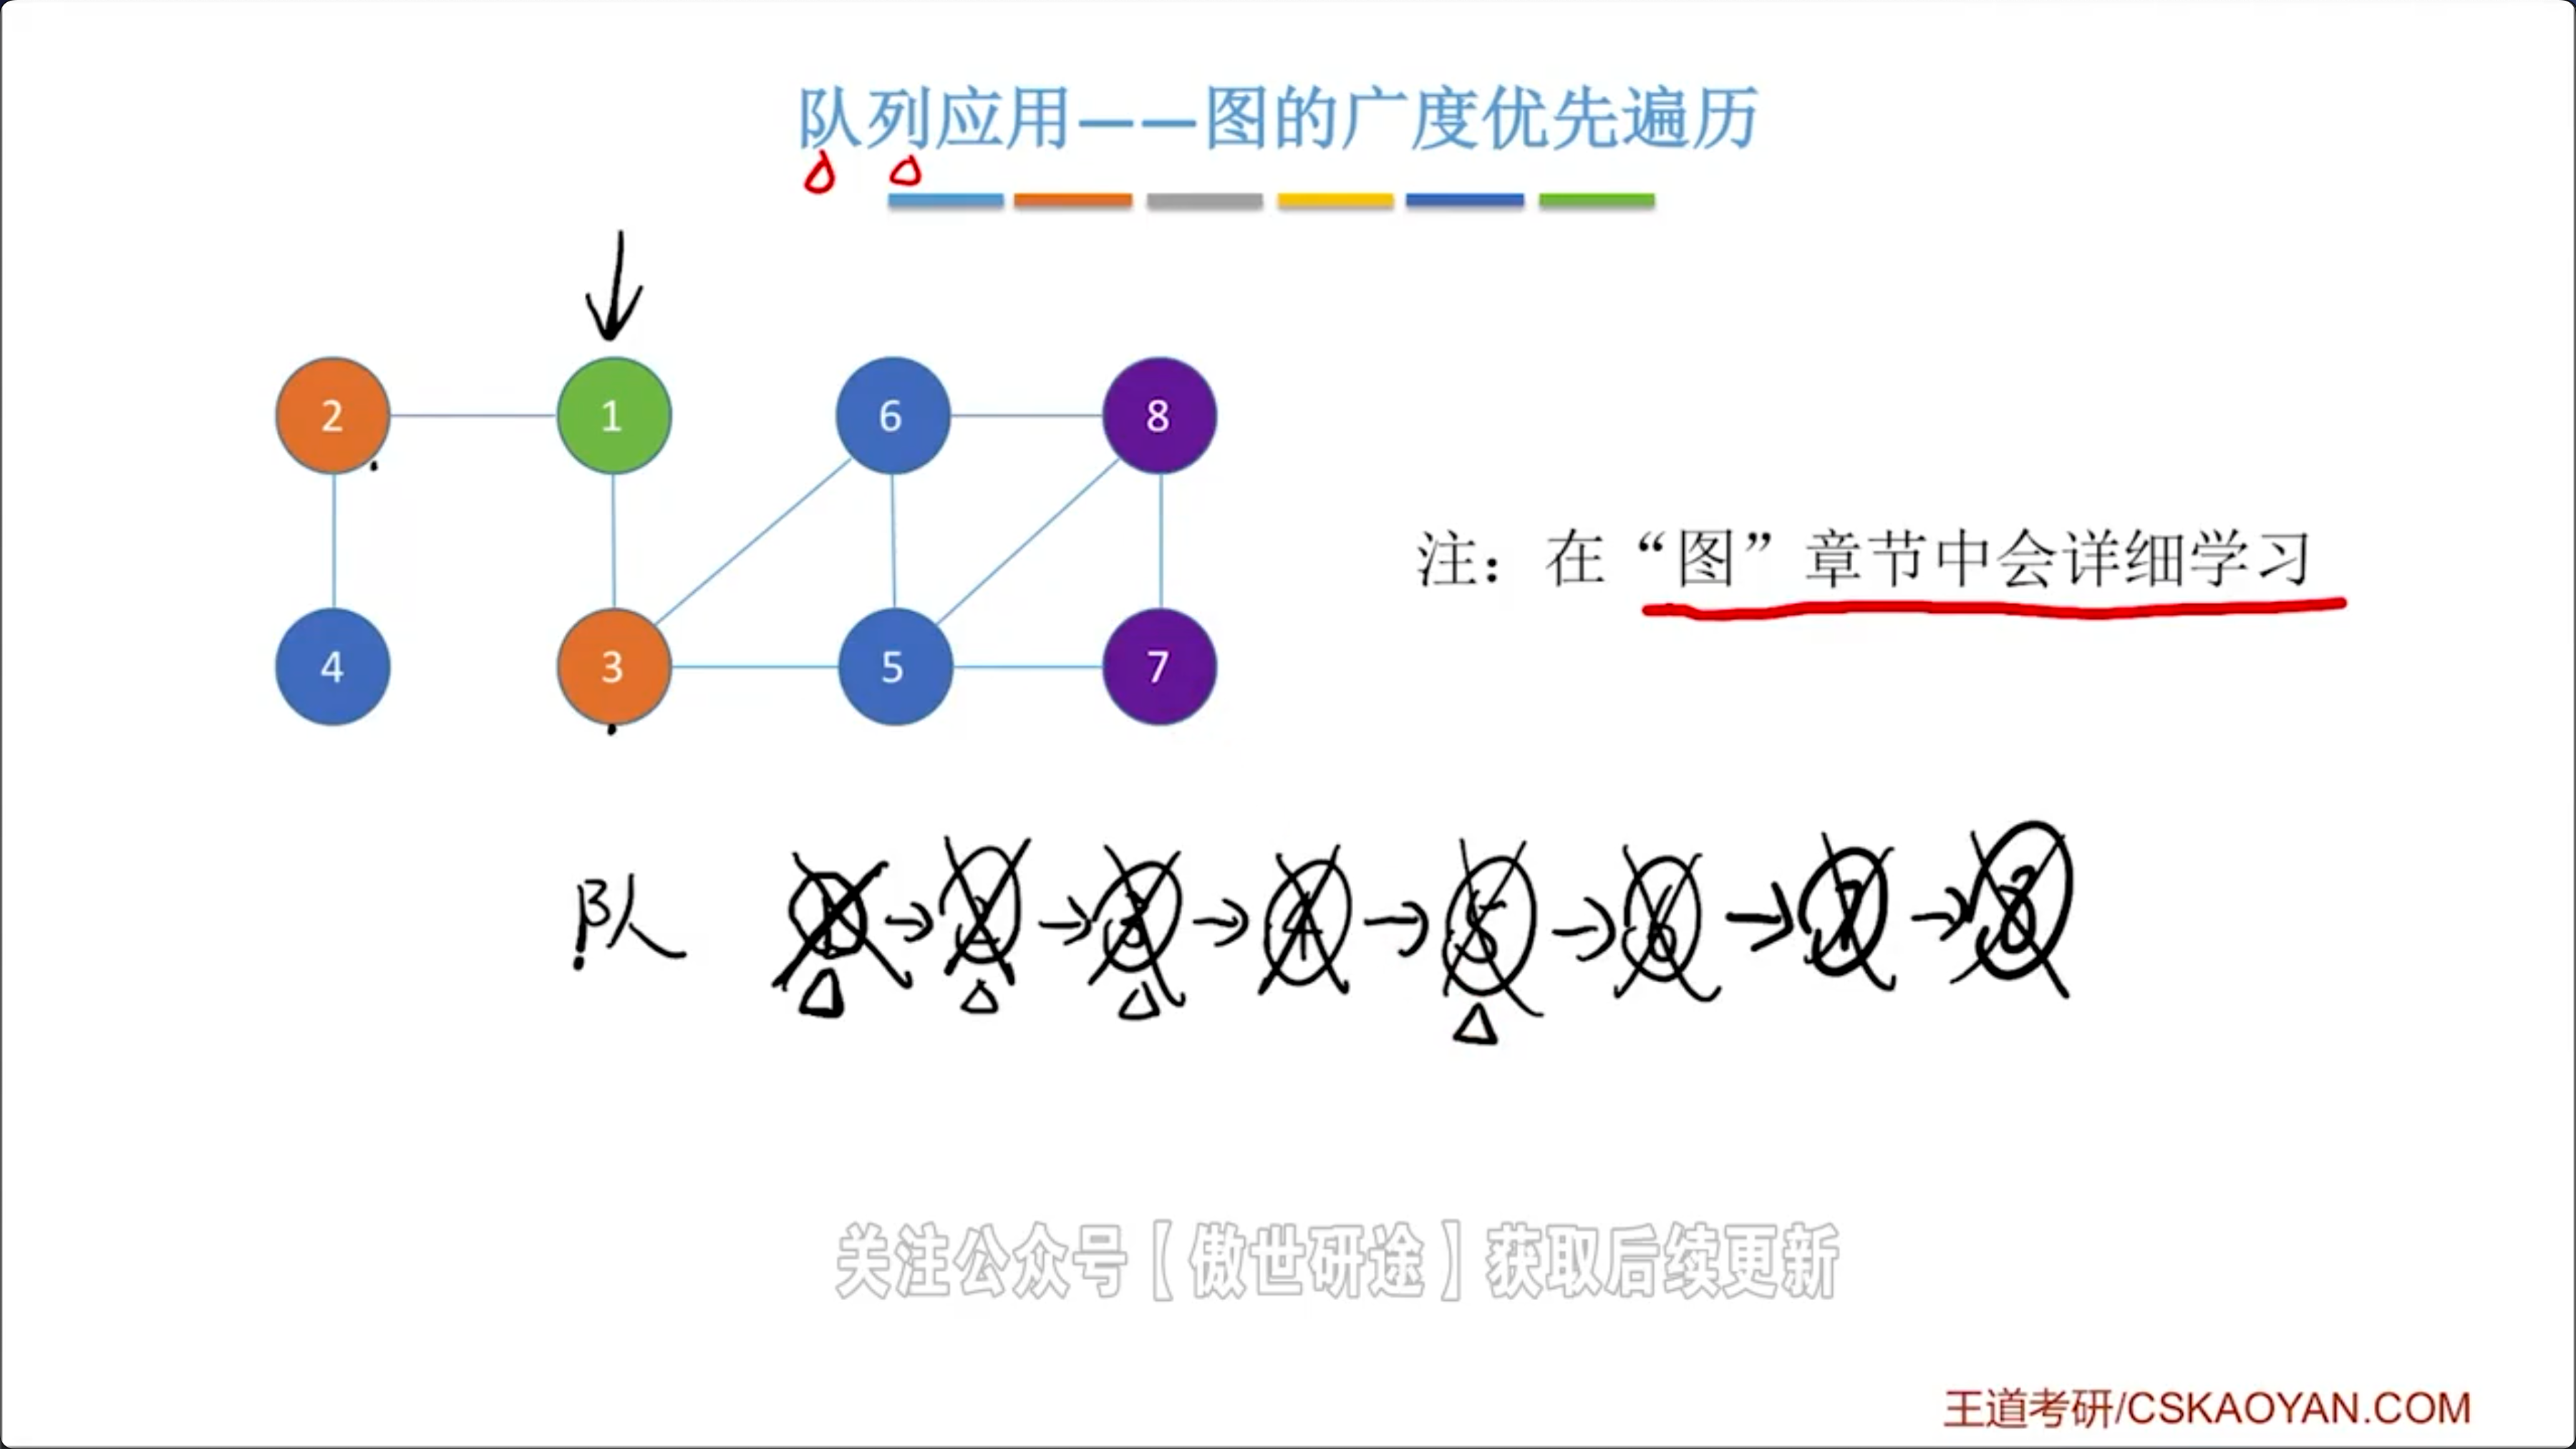 队列应用——图的广度优先遍历
2 1 6 8
注：在“图”章节中会详细学习
4 3 5 7
队 1→2→3→4→5→6→7→8
关注公众号【傲世研途】获取后续更新
王道考研/CSKAOYAN.COM